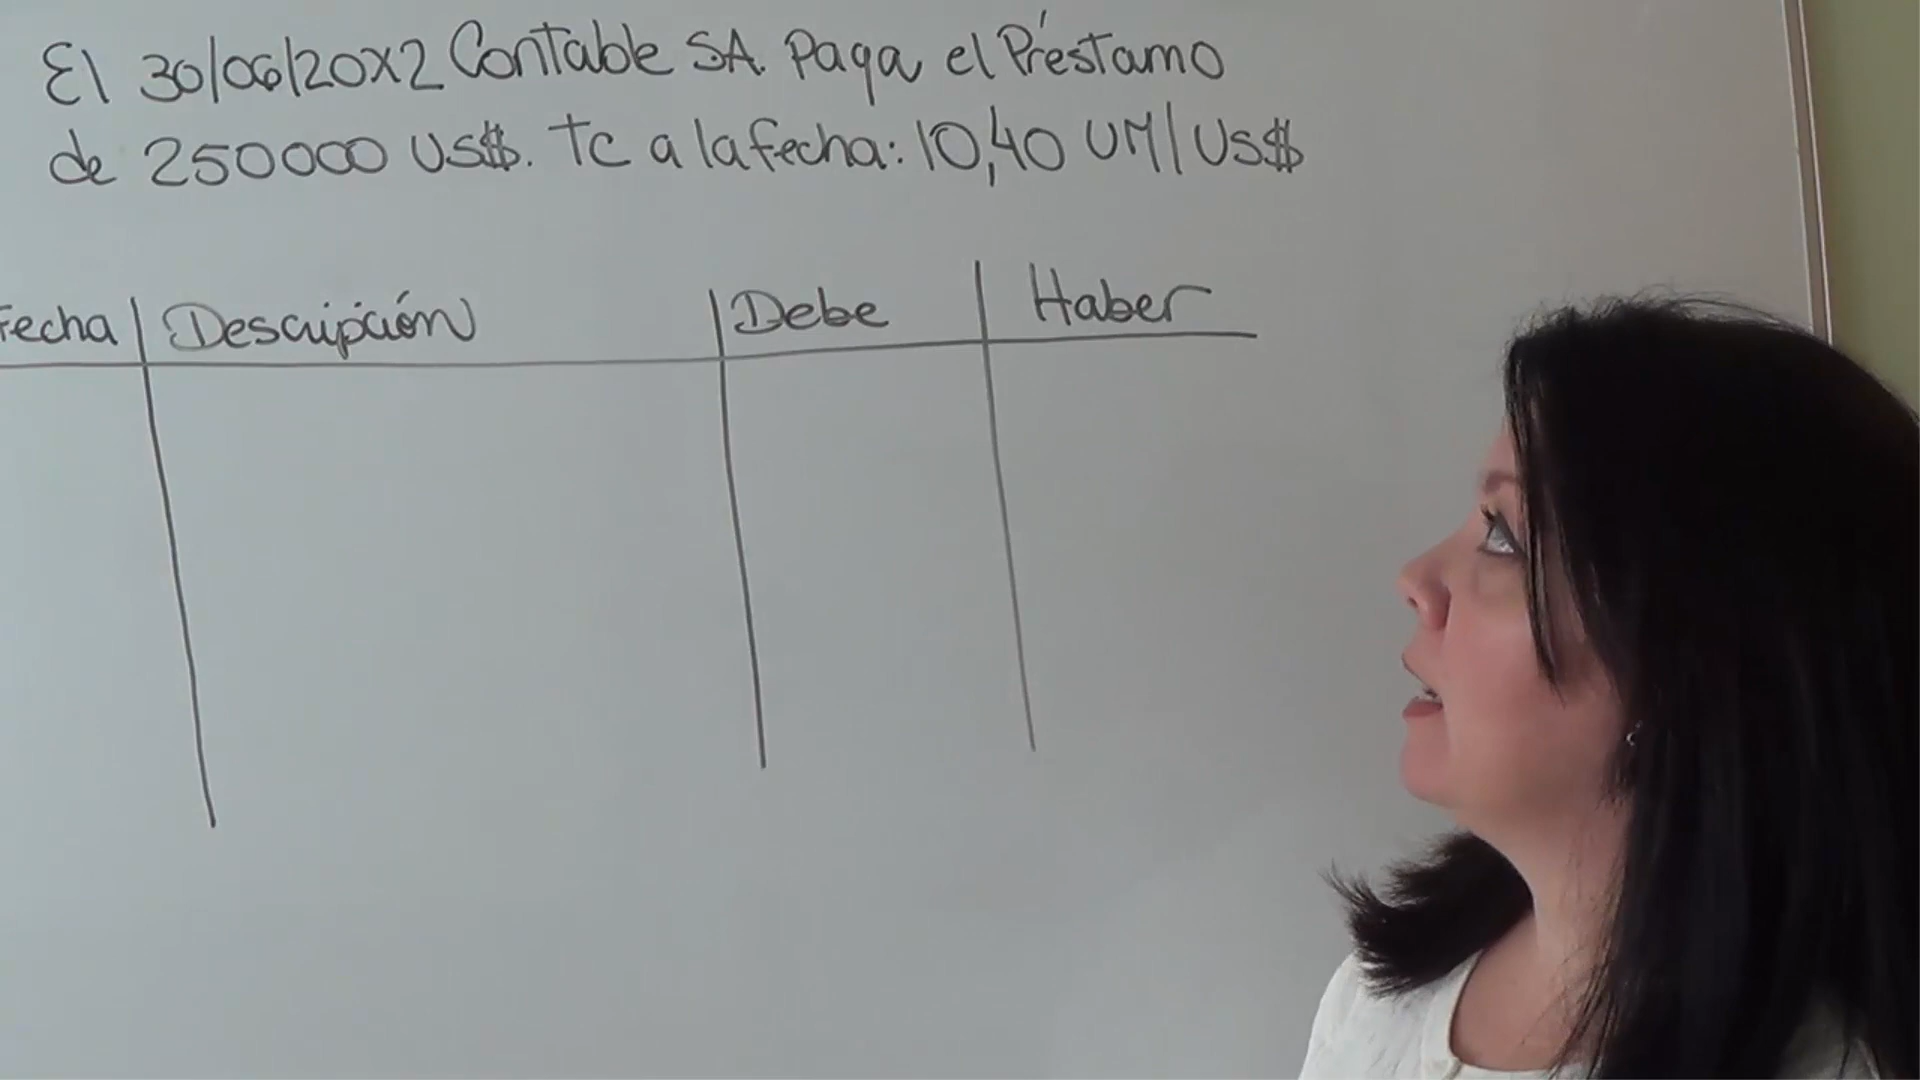 El 30/06/20X2 Contable SA. Paga el Préstamo
de 250000 US$. TC a la fecha: 10,40 UM/US$
Fecha Descripción Debe Haber